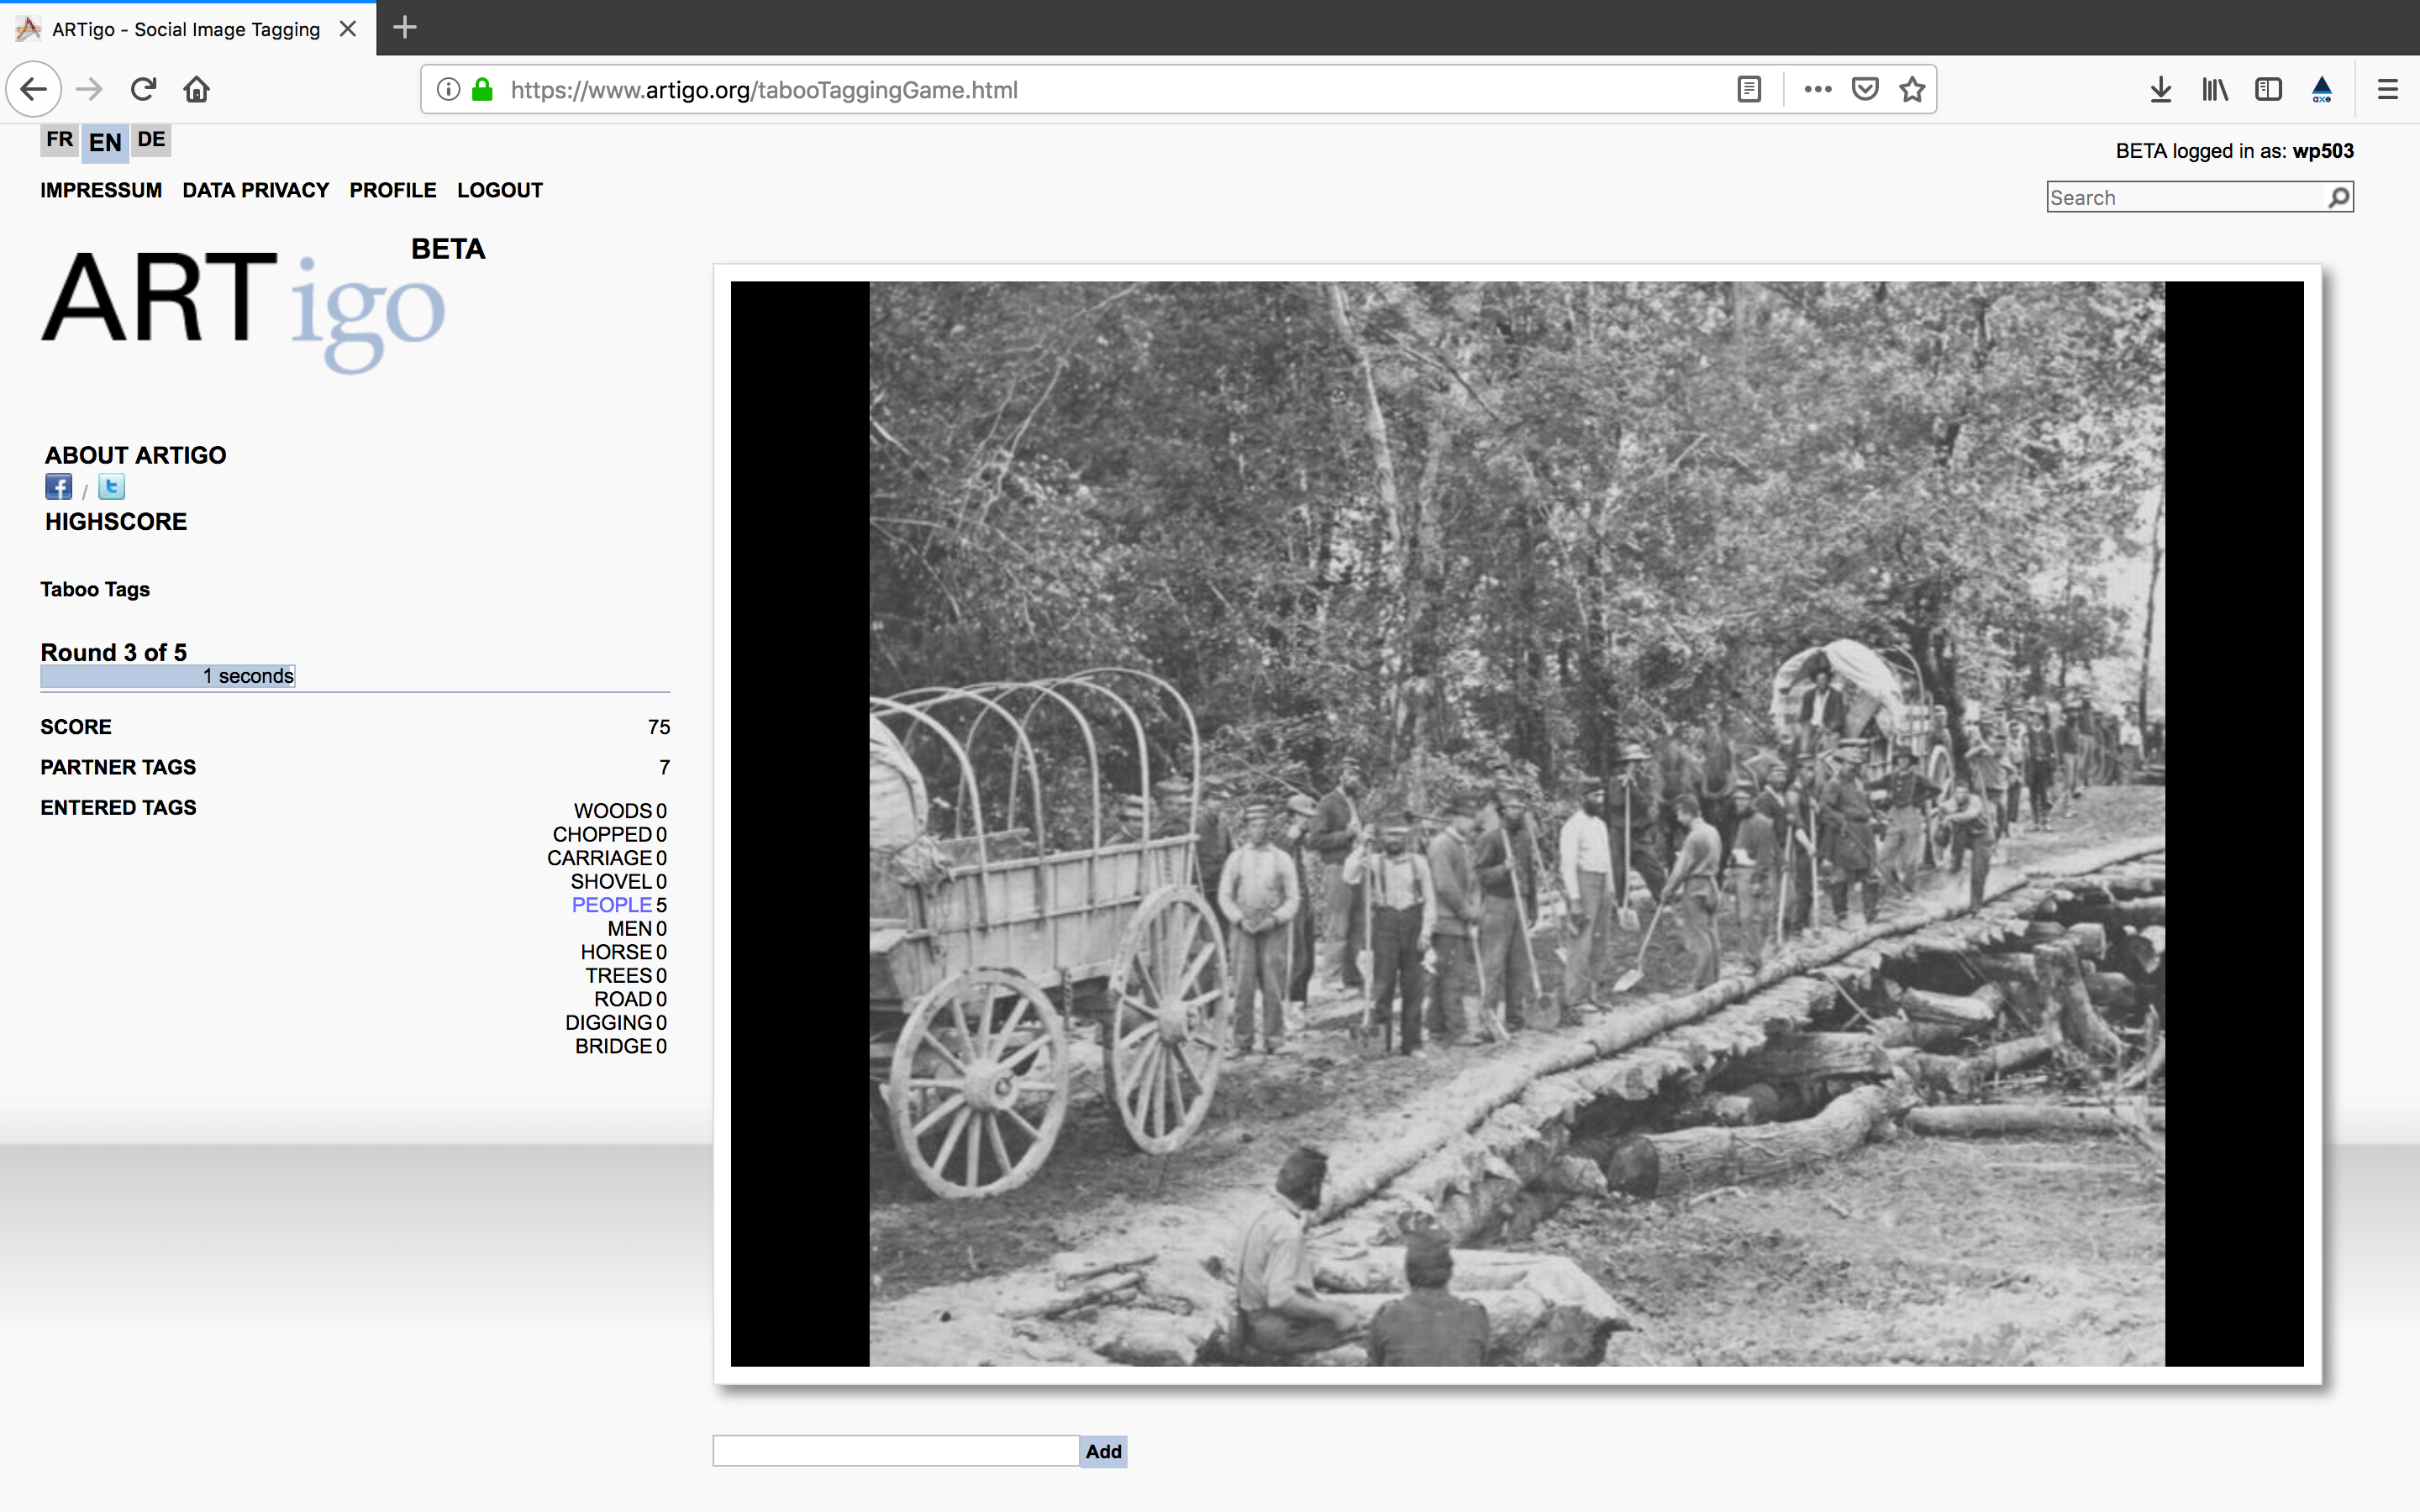 ARTigo - Social Image Tagging
https://www.artigo.org/tabooTaggingGame.html
axe
FR EN DE
BETA logged in as: wp503
IMPRESSUM DATA PRIVACY PROFILE LOGOUT
Search
BETA
ARTigo
ABOUT ARTIGO
f / t
HIGHSCORE
Taboo Tags
Round 3 of 5
1 seconds
SCORE 75
PARTNER TAGS 7
ENTERED TAGS
WOODS 0
CHOPPED 0
CARRIAGE 0
SHOVEL 0
PEOPLE 5
MEN 0
HORSE 0
TREES 0
ROAD 0
DIGGING 0
BRIDGE 0
Add